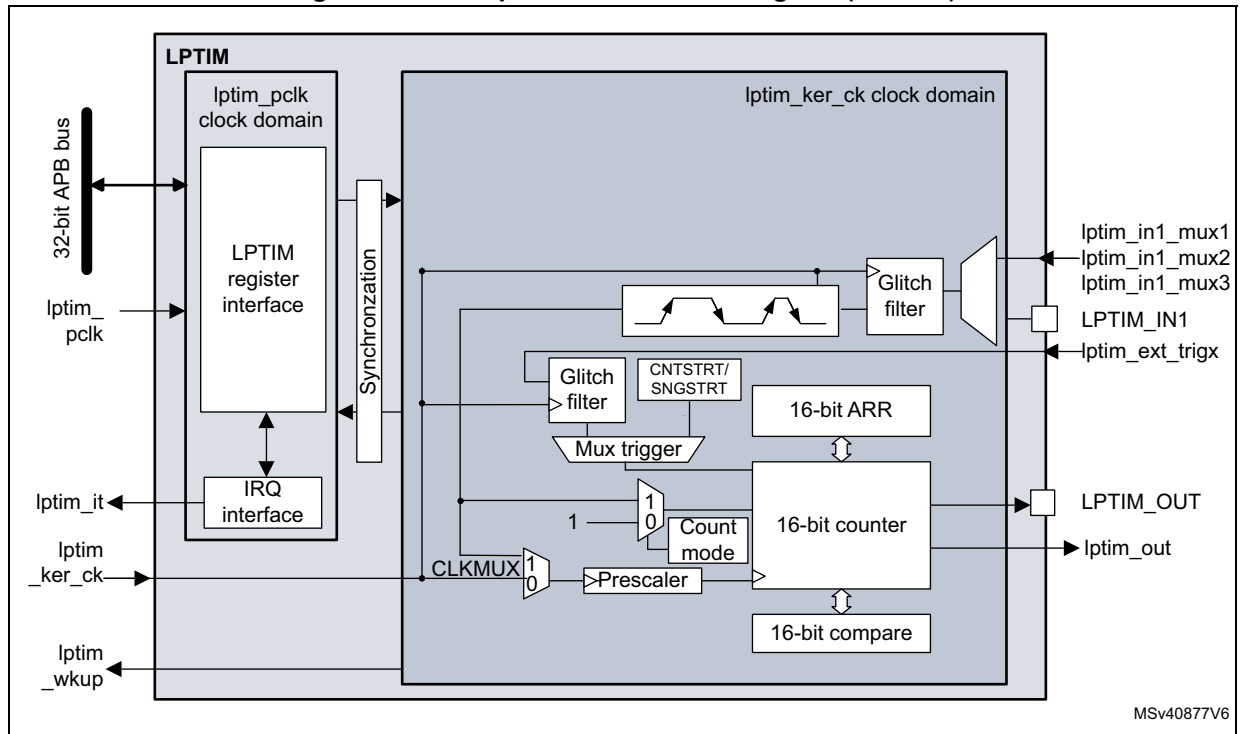 LPTIM
lptim_pclk
clock domain
lptim_ker_ck clock domain
32-bit APB bus
LPTIM
register
interface
Synchronzation
lptim_
pclk
IRQ
interface
lptim_it
lptim
_ker_ck
lptim
_wkup
Glitch
filter
lptim_in1_mux1
lptim_in1_mux2
lptim_in1_mux3
LPTIM_IN1
lptim_ext_trigx
Glitch
filter
CNTSTRT/
SNGSTRT
Mux trigger
16-bit ARR
1
1
0
Count
mode
16-bit counter
LPTIM_OUT
lptim_out
CLKMUX
1
0
Prescaler
16-bit compare
MSv40877V6